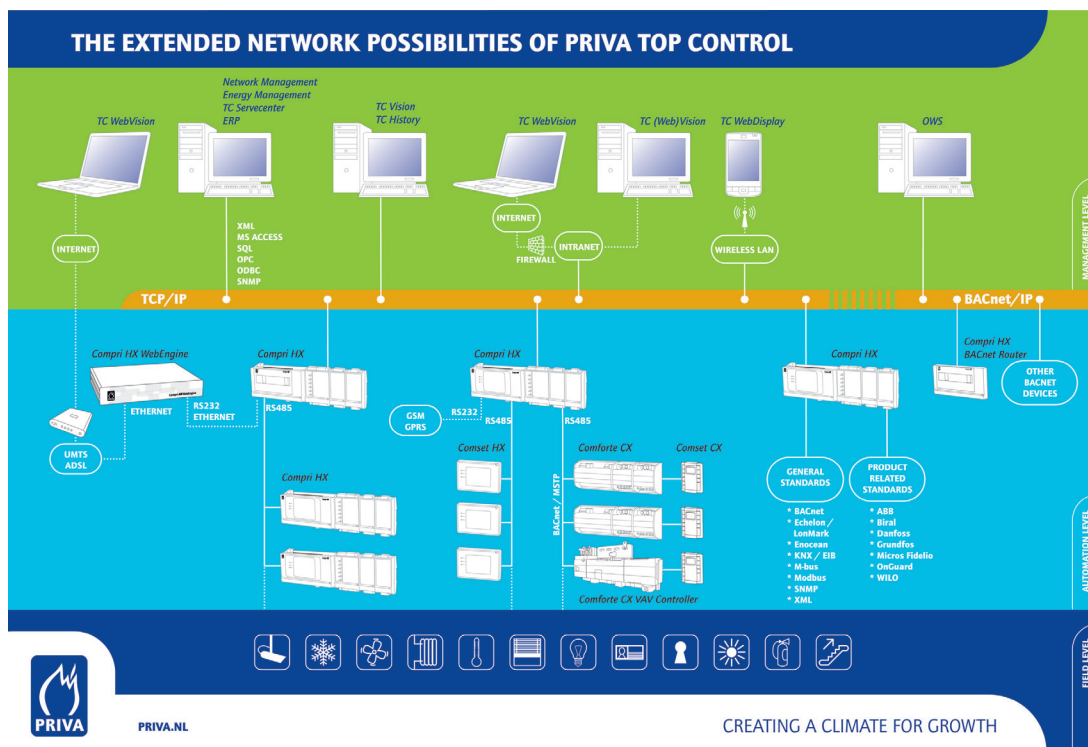 THE EXTENDED NETWORK POSSIBILITIES OF PRIVA TOP CONTROL
TC WebVision
Network Management
Energy Management
TC Servecenter
ERP
TC Vision
TC History
TC WebVision
TC (Web)Vision
TC WebDisplay
OWS
INTERNET
XML
MS ACCESS
SQL
OPC
ODBC
SNMP
INTERNET
FIREWALL
INTRANET
WIRELESS LAN
MANAGEMENT LEVEL
TCP/IP
BACnet/IP
Compri HX WebEngine
ETHERNET
RS232
ETHERNET
UMTS
ADSL
Compri HX
RS485
Compri HX
Compri HX
GSM
GPRS
RS232
RS485
RS485
Comset HX
BACnet / MSTP
Comforte CX
Comset CX
Comforte CX VAV Controller
Compri HX
GENERAL
STANDARDS
* BACnet
* Echelon /
LonMark
* Enocean
* KNX / EIB
* M-bus
* Modbus
* SNMP
* XML
PRODUCT
RELATED
STANDARDS
* ABB
* Biral
* Danfoss
* Grundfos
* Micros Fidelio
* OnGuard
* WILO
Compri HX
BACnet Router
OTHER
BACNET
DEVICES
AUTOMATION LEVEL
FIELD LEVEL
PRIVA
PRIVA.NL
CREATING A CLIMATE FOR GROWTH